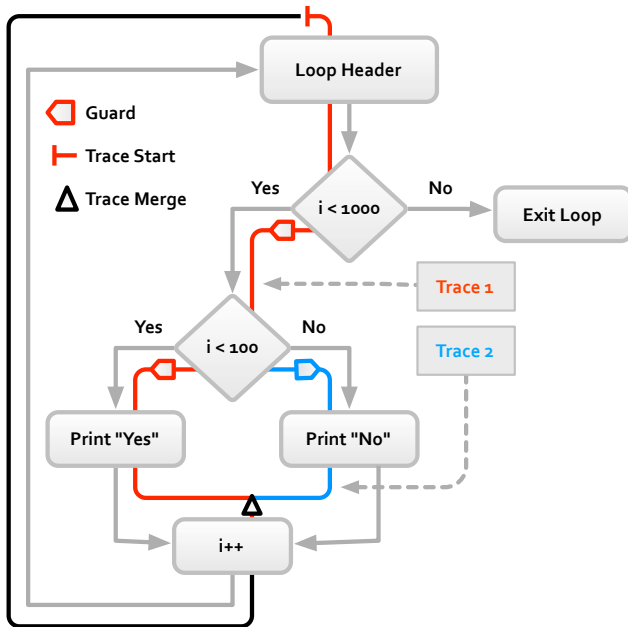 Loop Header
Guard
Trace Start
Trace Merge
Yes
No
i < 1000
Exit Loop
Trace 1
Yes
No
i < 100
Trace 2
Print "Yes"
Print "No"
i++